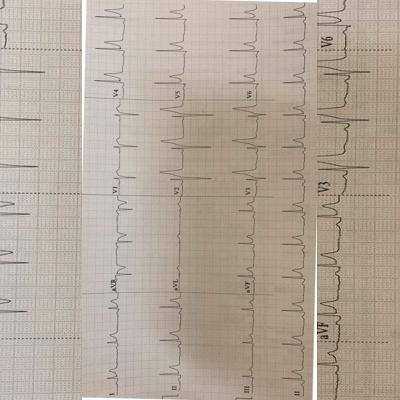 I aVR V1 V4
II aVL V2 V5
III aVF V3 V6
II
aVF V3 V6